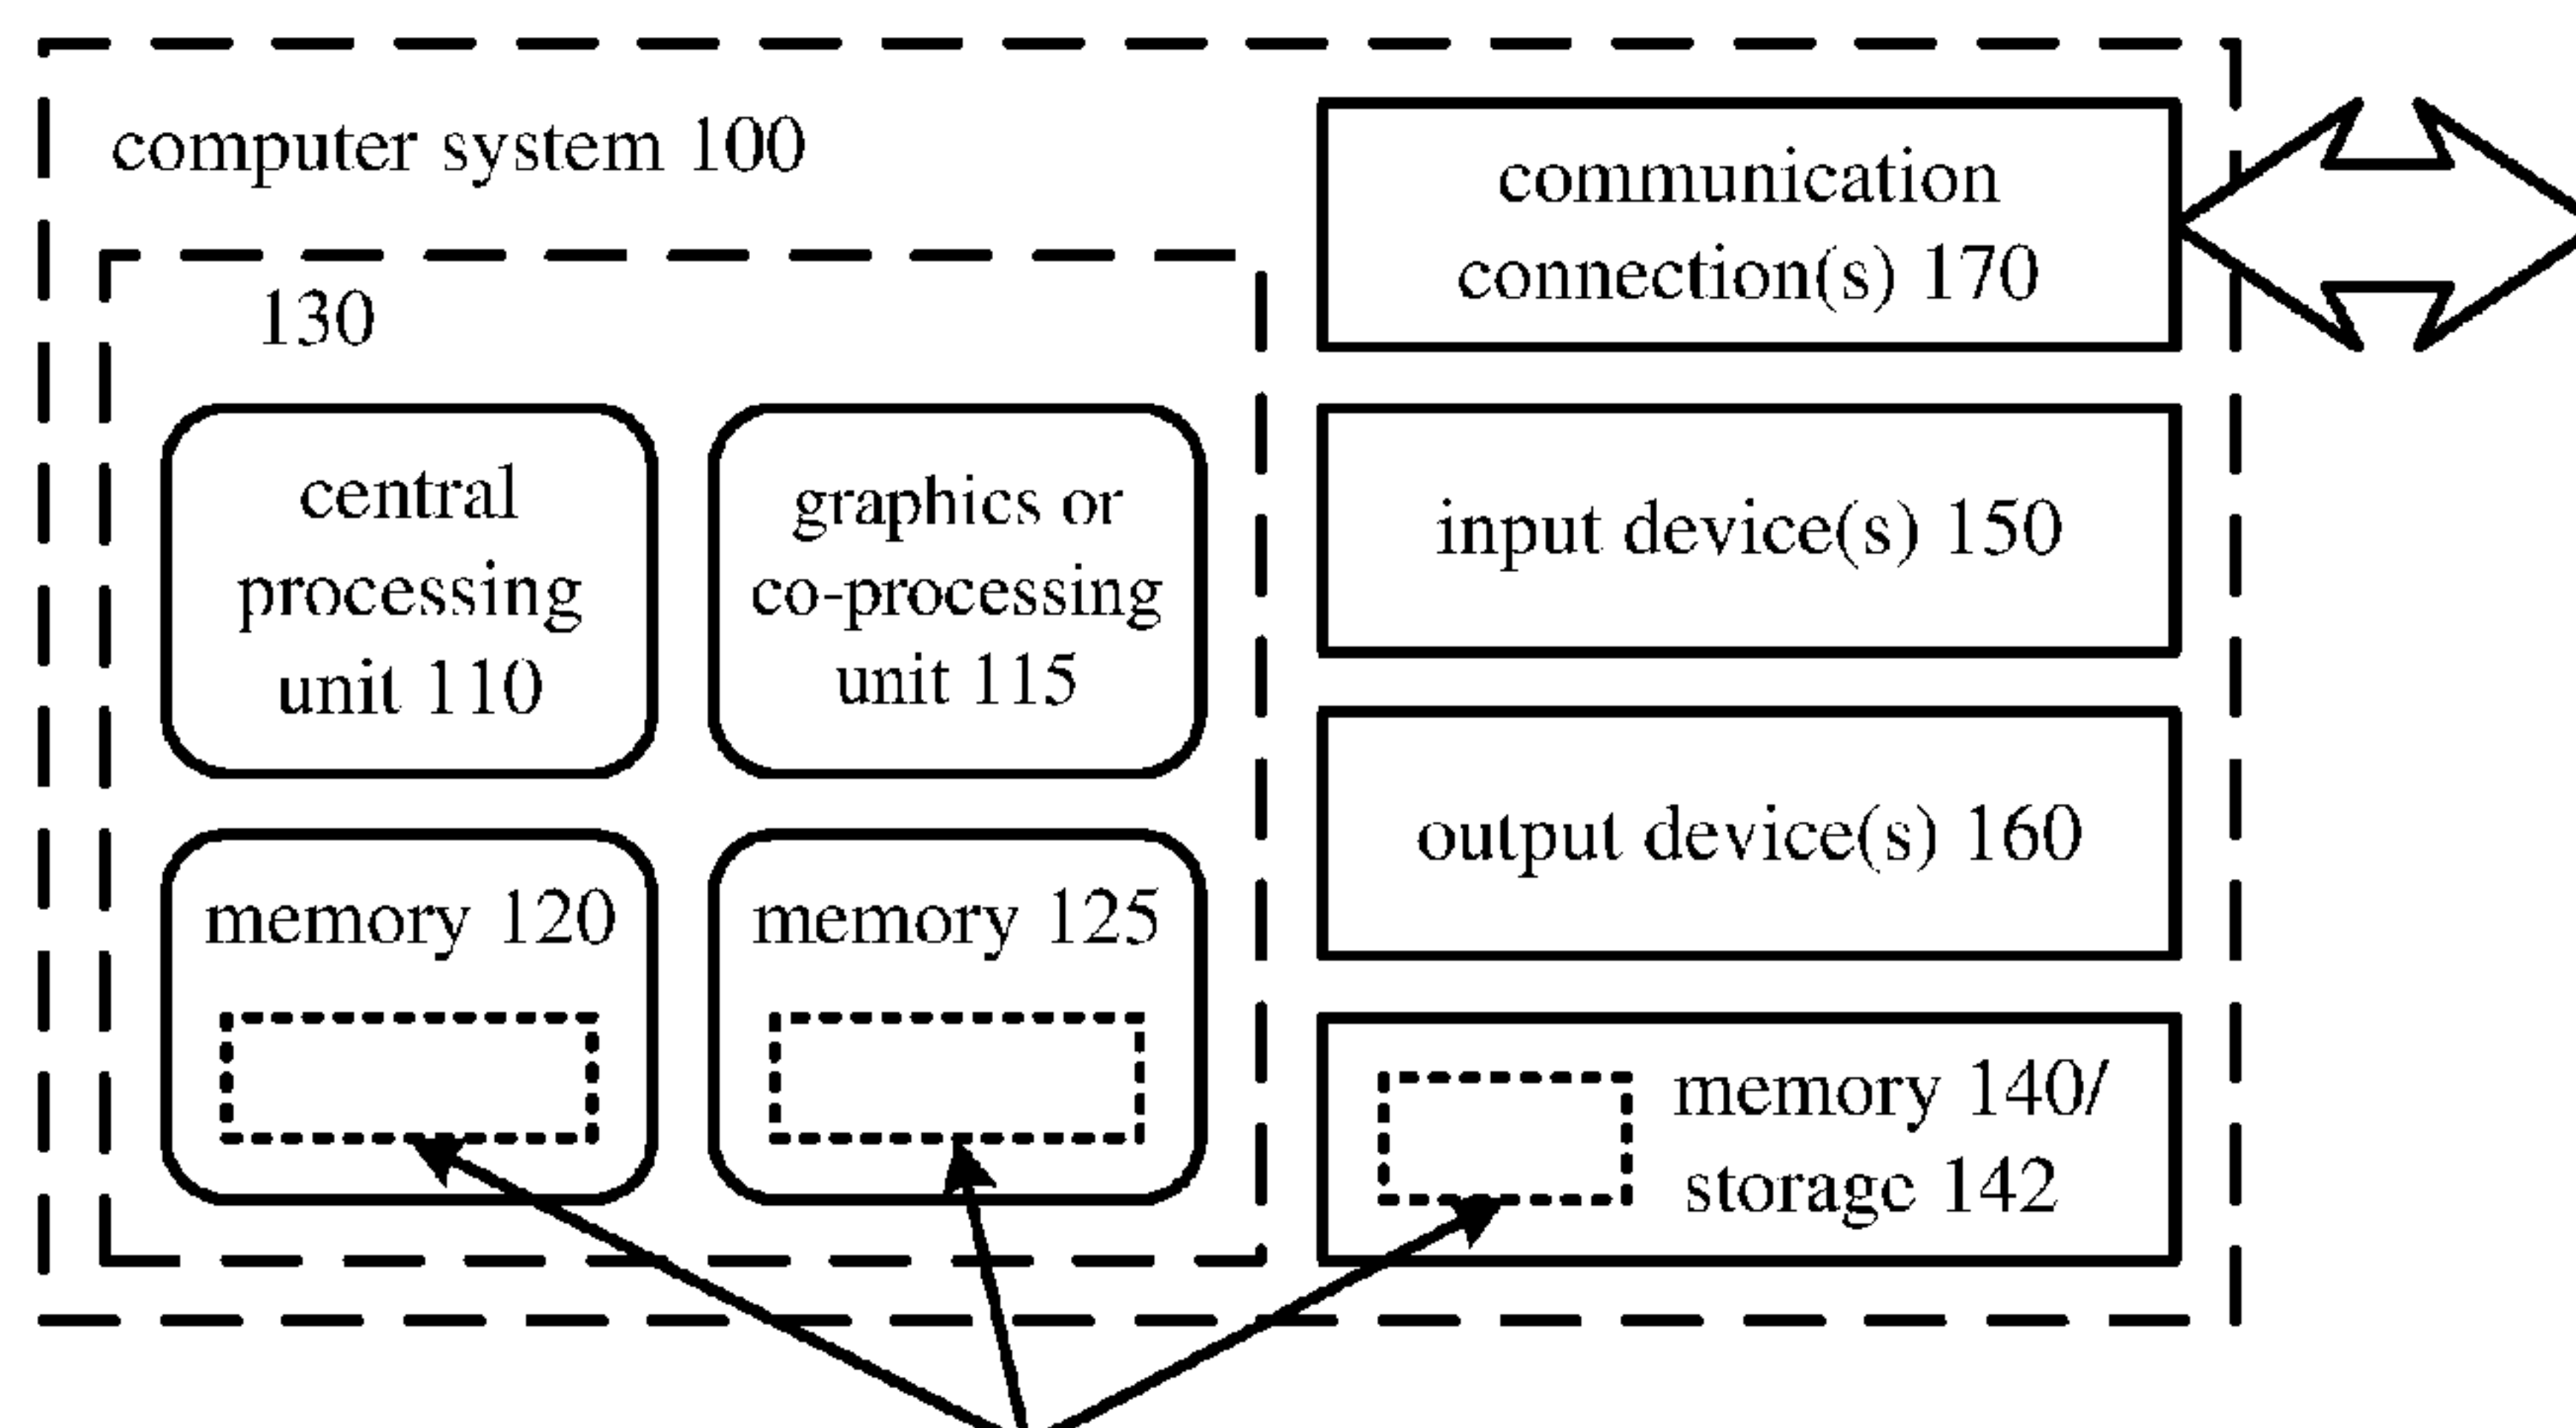 computer system 100
130
central
processing
unit 110
graphics or
co-processing
unit 115
memory 120
memory 125
communication
connection(s) 170
input device(s) 150
output device(s) 160
memory 140/
storage 142